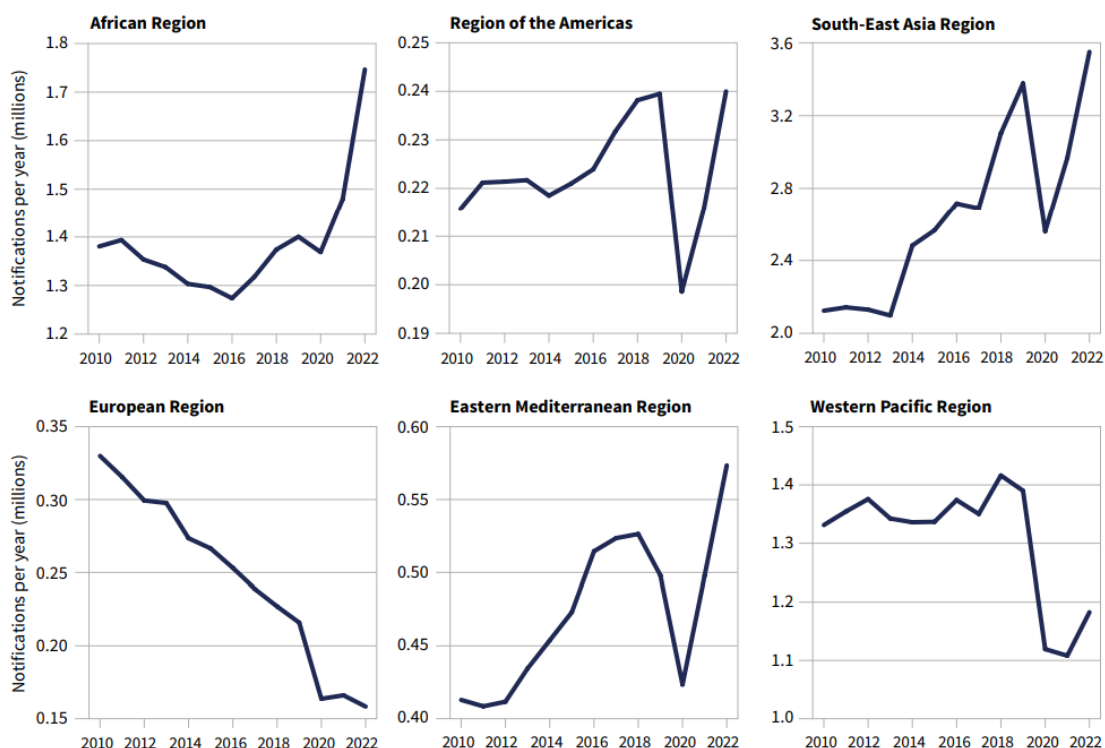 African Region
Region of the Americas
South-East Asia Region
Notifications per year (millions)
1.8
1.7
1.6
1.5
1.4
1.3
1.2
2010 2012 2014 2016 2018 2020 2022
0.25
0.24
0.23
0.22
0.21
0.20
0.19
2010 2012 2014 2016 2018 2020 2022
3.6
3.2
2.8
2.4
2.0
2010 2012 2014 2016 2018 2020 2022
European Region
Eastern Mediterranean Region
Western Pacific Region
Notifications per year (millions)
0.35
0.30
0.25
0.20
0.15
2010 2012 2014 2016 2018 2020 2022
0.60
0.55
0.50
0.45
0.40
2010 2012 2014 2016 2018 2020 2022
1.5
1.4
1.3
1.2
1.1
1.0
2010 2012 2014 2016 2018 2020 2022